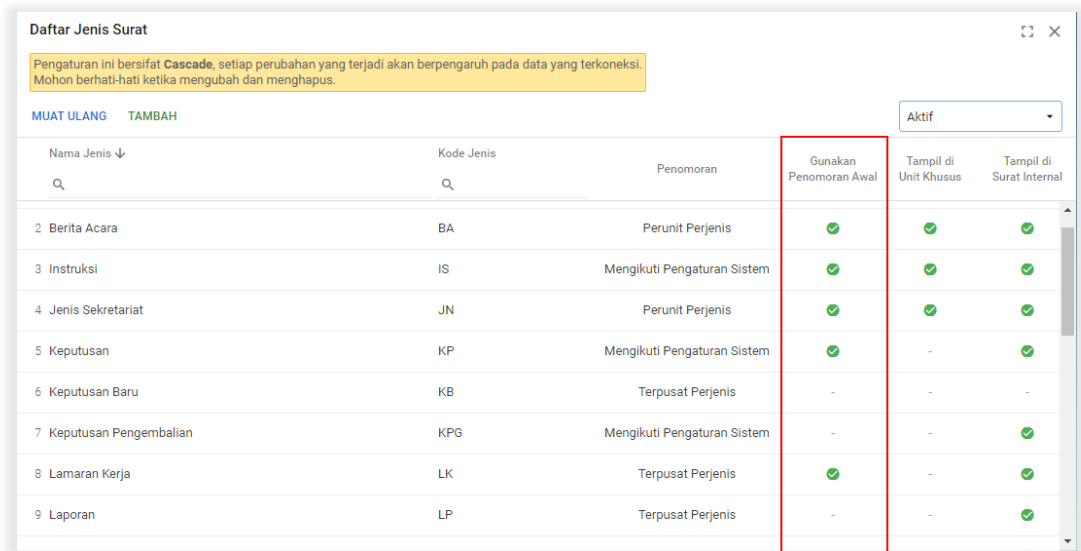 Daftar Jenis Surat
Pengaturan ini bersifat Cascade, setiap perubahan yang terjadi akan berpengaruh pada data yang terkoneksi.
Mohon berhati-hati ketika mengubah dan menghapus.
MUAT ULANG TAMBAH Aktif
Nama Jenis Kode Jenis Penomoran Gunakan Penomoran Awal Tampil di Unit Khusus Tampil di Surat Internal
2 Berita Acara BA Perunit Perjenis
3 Instruksi IS Mengikuti Pengaturan Sistem
4 Jenis Sekretariat JN Perunit Perjenis
5 Keputusan KP Mengikuti Pengaturan Sistem -
6 Keputusan Baru KB Terpusat Perjenis - - -
7 Keputusan Pengembalian KPG Mengikuti Pengaturan Sistem - -
8 Lamaran Kerja LK Terpusat Perjenis -
9 Laporan LP Terpusat Perjenis - -